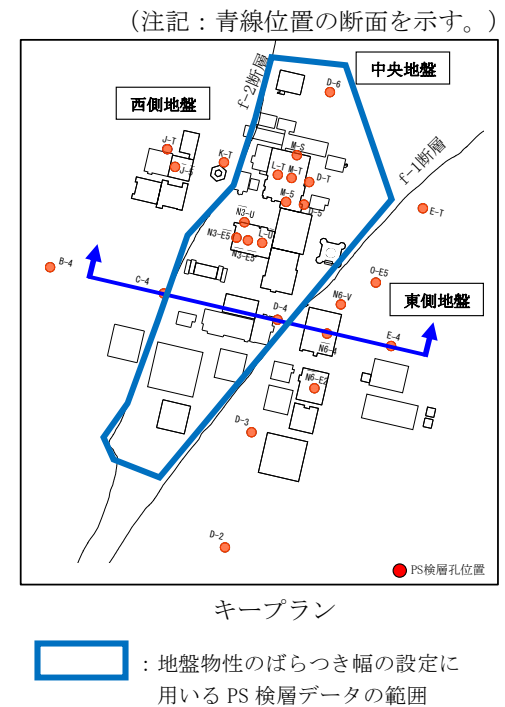 （注記：青線位置の断面を示す。）
中央地盤
f-2断層
D-6
西側地盤
f-1断層
J-T
M-S
K-T
J-5
L-T
M-T
D-T
M-5
D-5
E-T
N3-U
N3-E5
L-U
N3-E5
B-4
O-E5
C-4
N6-V
東側地盤
D-4
N6-4
E-4
N6-E2
D-3
D-2
PS検層孔位置
キープラン
：地盤物性のばらつき幅の設定に
用いる PS 検層データの範囲